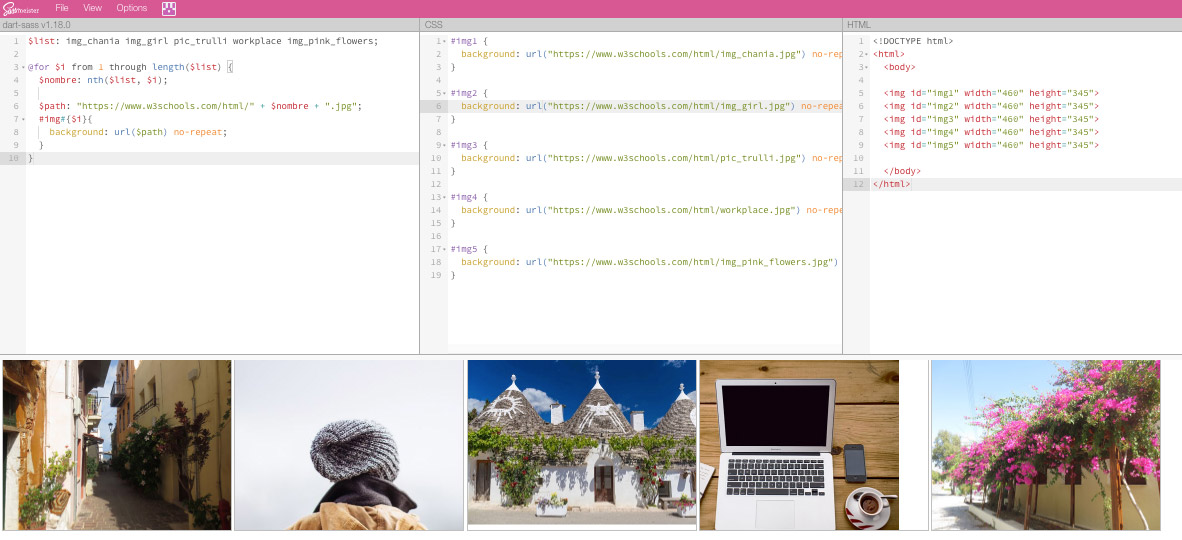 SassMeister File View Options
dart-sass v1.18.0
1 $list: img_chania img_girl pic_trulli workplace img_pink_flowers;
2
3 @for $i from 1 through length($list) {
4 $nombre: nth($list, $i);
5
6 $path: "https://www.w3schools.com/html/" + $nombre + ".jpg";
7 #img#{$i}{
8 background: url($path) no-repeat;
9 }
10 }
CSS
1 #img1 {
2 background: url("https://www.w3schools.com/html/img_chania.jpg") no-rep
3 }
4
5 #img2 {
6 background: url("https://www.w3schools.com/html/img_girl.jpg") no-repea
7 }
8
9 #img3 {
10 background: url("https://www.w3schools.com/html/pic_trulli.jpg") no-rep
11 }
12
13 #img4 {
14 background: url("https://www.w3schools.com/html/workplace.jpg") no-repe
15 }
16
17 #img5 {
18 background: url("https://www.w3schools.com/html/img_pink_flowers.jpg")
19 }
HTML
1 <!DOCTYPE html>
2 <html>
3 <body>
4
5 <img id="img1" width="460" height="345">
6 <img id="img2" width="460" height="345">
7 <img id="img3" width="460" height="345">
8 <img id="img4" width="460" height="345">
9 <img id="img5" width="460" height="345">
10
11 </body>
12 </html>